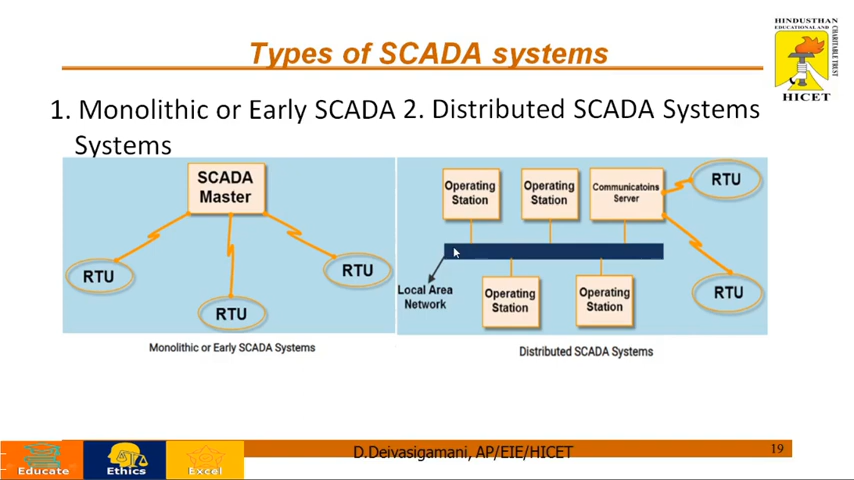 Types of SCADA systems
HINDUSTHAN
EDUCATIONAL AND
CHARITABLE TRUST
HICET
1. Monolithic or Early SCADA
Systems
2. Distributed SCADA Systems
SCADA
Master
RTU
RTU
RTU
Monolithic or Early SCADA Systems
Operating
Station
Operating
Station
Communicatoins
Server
RTU
RTU
Local Area
Network
Operating
Station
Operating
Station
Distributed SCADA Systems
Educate
Ethics
Excel
D.Deivasigamani, AP/EIE/HICET
19